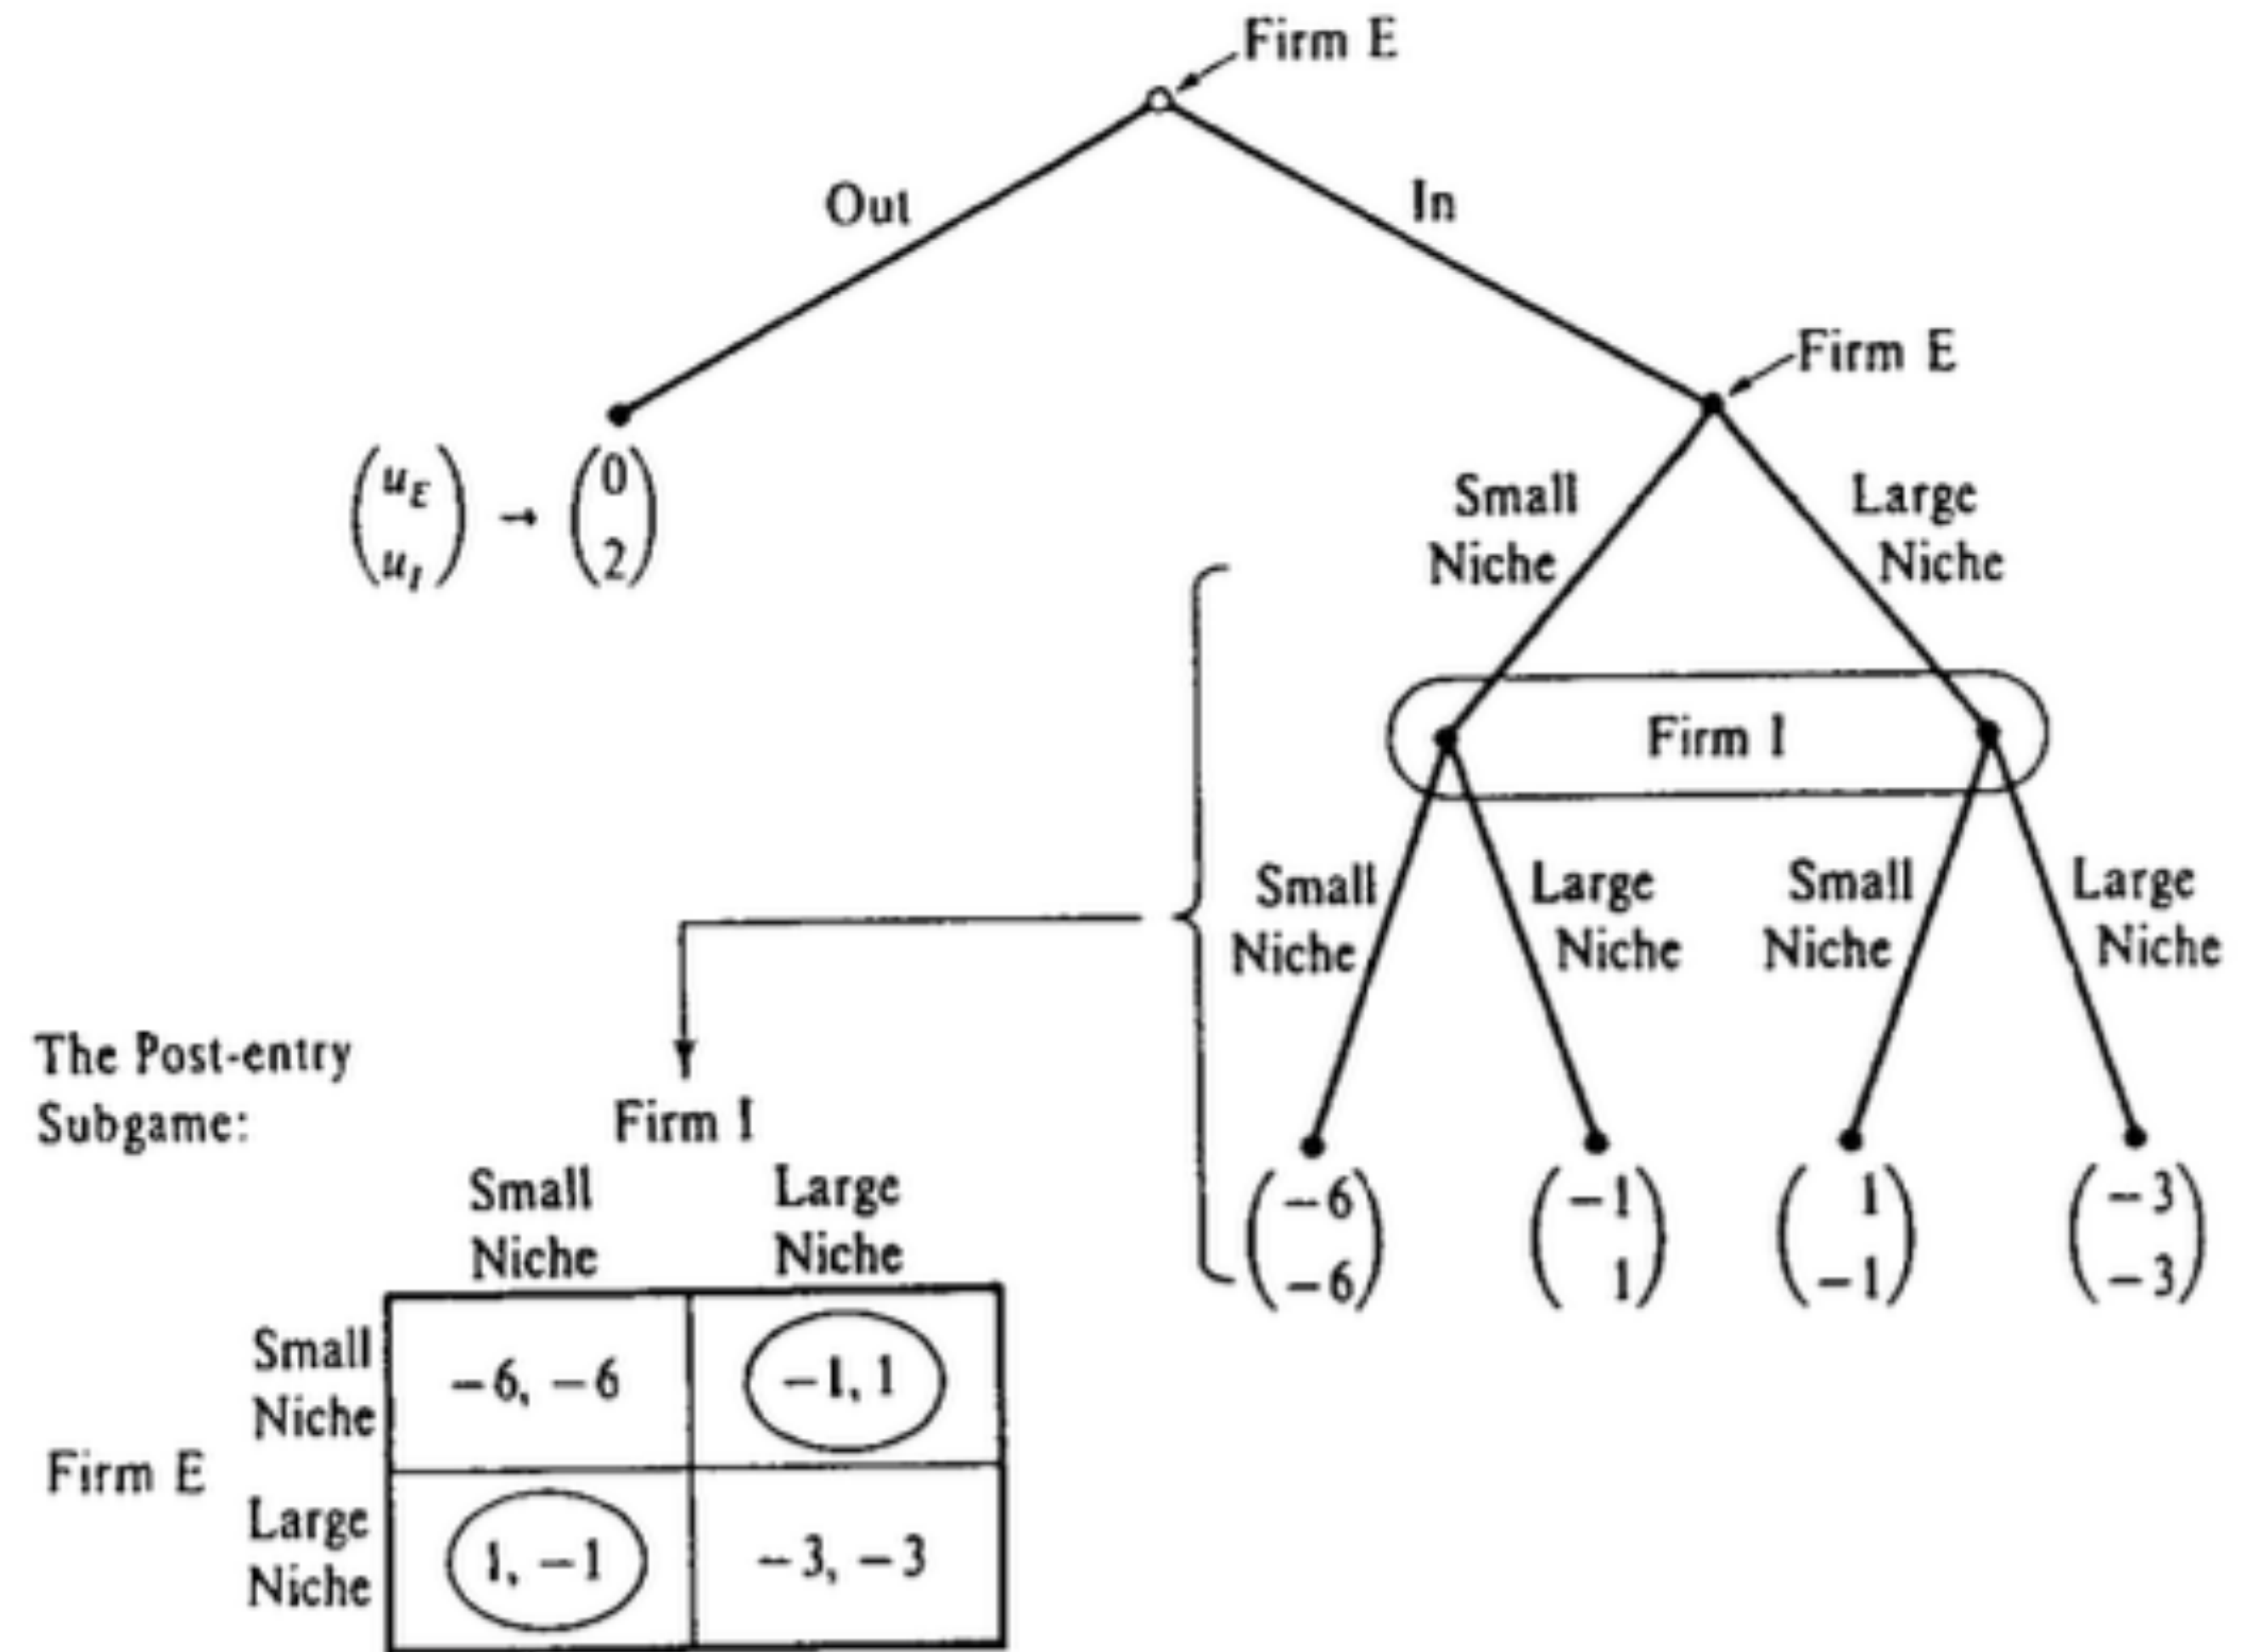 Firm E
Out
In
Firm E
Small
Niche
Large
Niche
(u_E
u_I) → (0
2)
Firm I
Small
Niche
Large
Niche
Small
Niche
Large
Niche
(−6
−6)
(−1
1)
(1
−1)
(−3
−3)
The Post-entry
Subgame:
Firm I
Small
Niche
Large
Niche
Firm E
Small
Niche
−6, −6
−1, 1
Large
Niche
1, −1
−3, −3